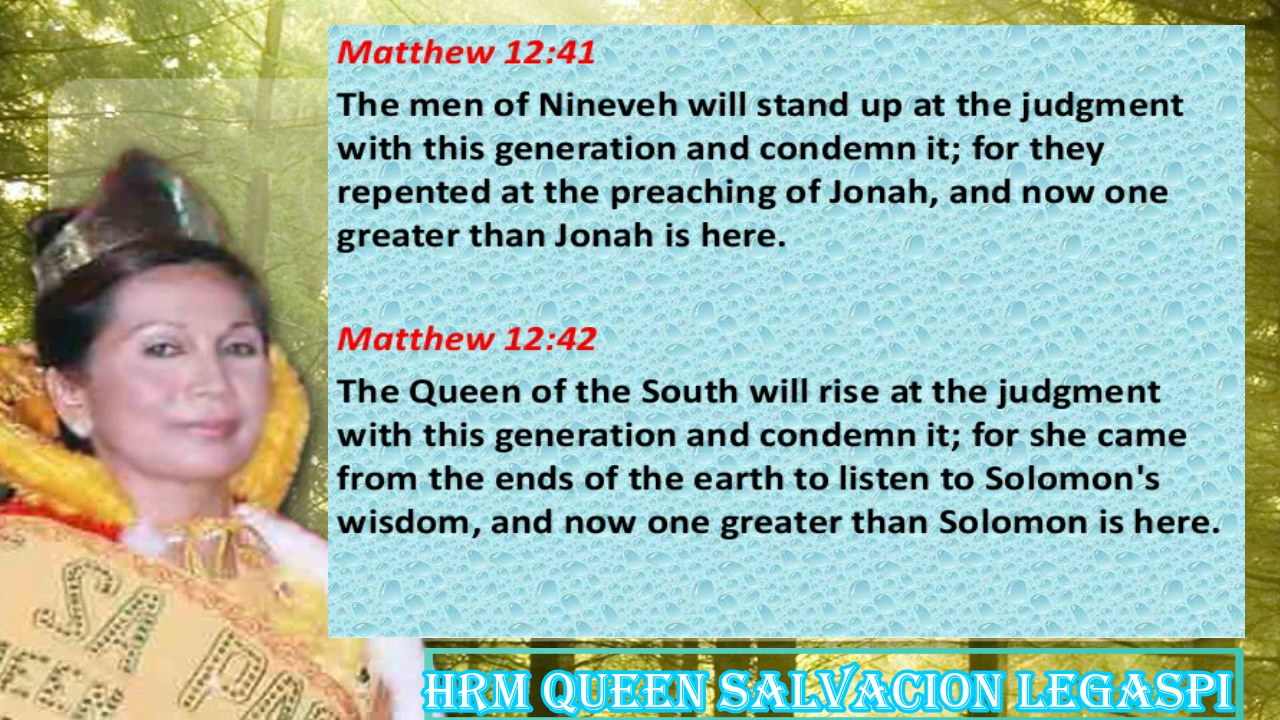 Matthew 12:41
The men of Nineveh will stand up at the judgment
with this generation and condemn it; for they
repented at the preaching of Jonah, and now one
greater than Jonah is here.
Matthew 12:42
The Queen of the South will rise at the judgment
with this generation and condemn it; for she came
from the ends of the earth to listen to Solomon's
wisdom, and now one greater than Solomon is here.
HRM QUEEN SALVACION LEGASPI